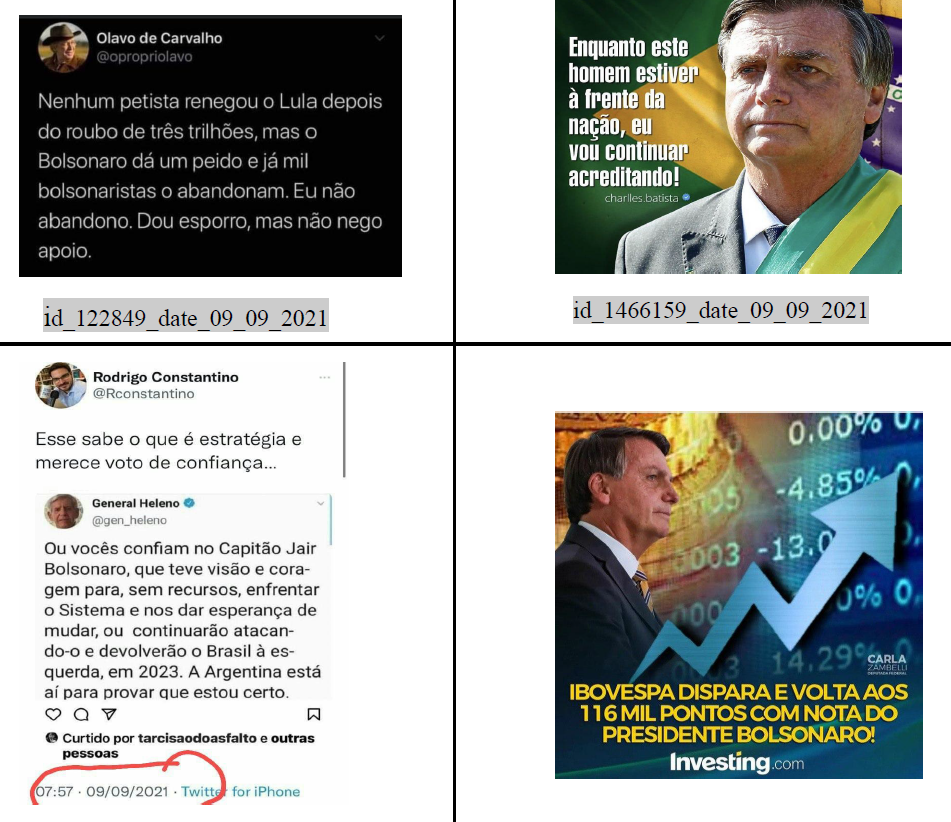 Olavo de Carvalho
@opropriolavo
Nenhum petista renegou o Lula depois
do roubo de três trilhões, mas o
Bolsonaro dá um peido e já mil
bolsonaristas o abandonam. Eu não
abandono. Dou esporro, mas não nego
apoio.
id_122849_date_09_09_2021
Enquanto este
homem estiver
à frente da
nação, eu
vou continuar
acreditando!
charlles.batista
id_1466159_date_09_09_2021
Rodrigo Constantino
@Rconstantino
Esse sabe o que é estratégia e
merece voto de confiança...
General Heleno
@gen_heleno
Ou vocês confiam no Capitão Jair
Bolsonaro, que teve visão e cora-
gem para, sem recursos, enfrentar
o Sistema e nos dar esperança de
mudar, ou continuarão atacan-
do-o e devolverão o Brasil à es-
querda, em 2023. A Argentina está
aí para provar que estou certo.
Curtido por tarcisaodoasfalto e outras
pessoas
07:57 · 09/09/2021 · Twitter for iPhone
0.00%
-4.85%
003 -13.0
0% 0,
14.29%
CARLA
ZAMBELLI
DEPUTADA FEDERAL
IBOVESPA DISPARA E VOLTA AOS
116 MIL PONTOS COM NOTA DO
PRESIDENTE BOLSONARO!
Investing.com